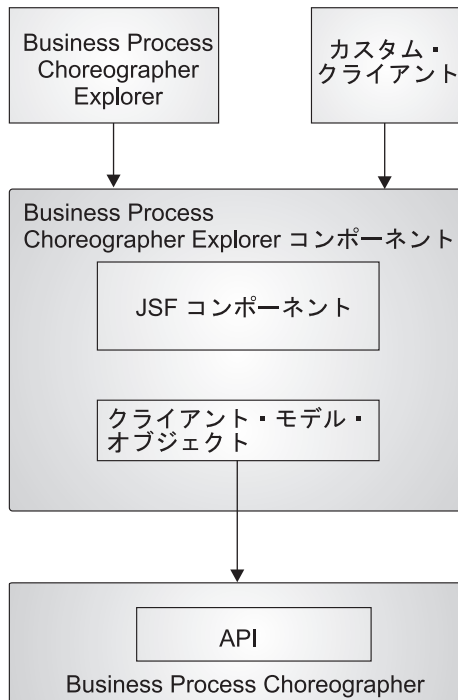 Business Process
Choreographer
Explorer
カスタム・
クライアント
Business Process
Choreographer Explorer コンポーネント
JSF コンポーネント
クライアント・モデル・
オブジェクト
API
Business Process Choreographer